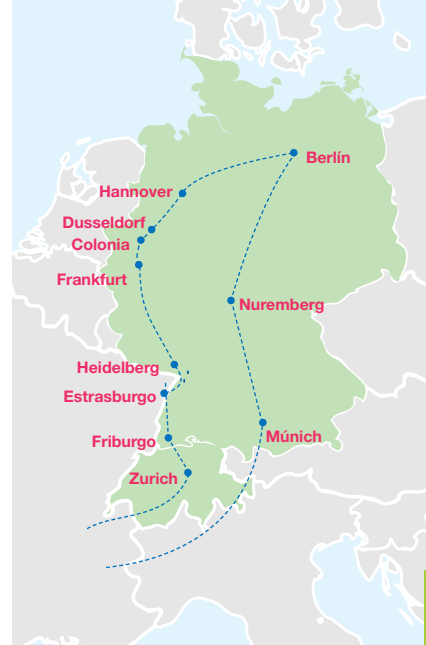 Berlín
Hannover
Dusseldorf
Colonia
Frankfurt
Nuremberg
Heidelberg
Estrasburgo
Múnich
Friburgo
Zurich